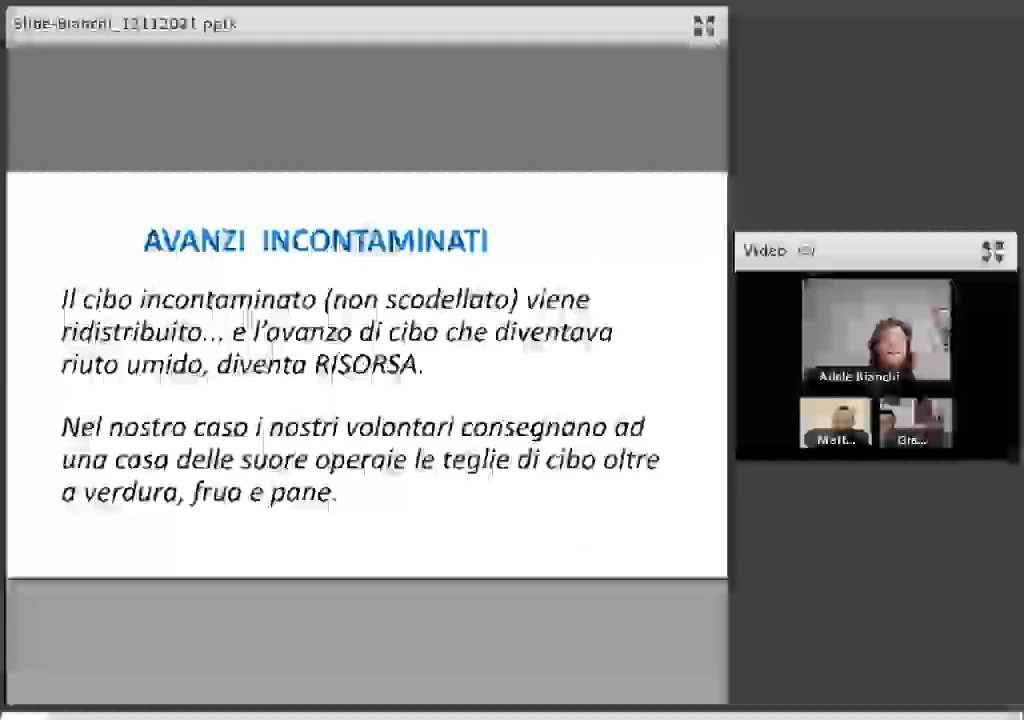 Slide-Bianchi_12112021.pptx
AVANZI INCONTAMINATI
Il cibo incontaminato (non scodellato) viene
ridistribuito... e l'avanzo di cibo che diventava
riuto umido, diventa RISORSA.
Nel nostro caso i nostri volontari consegnano ad
una casa delle suore operaie le teglie di cibo oltre
a verdura, frua e pane.
Video
Adele Bianchi
Matt...
Gra...